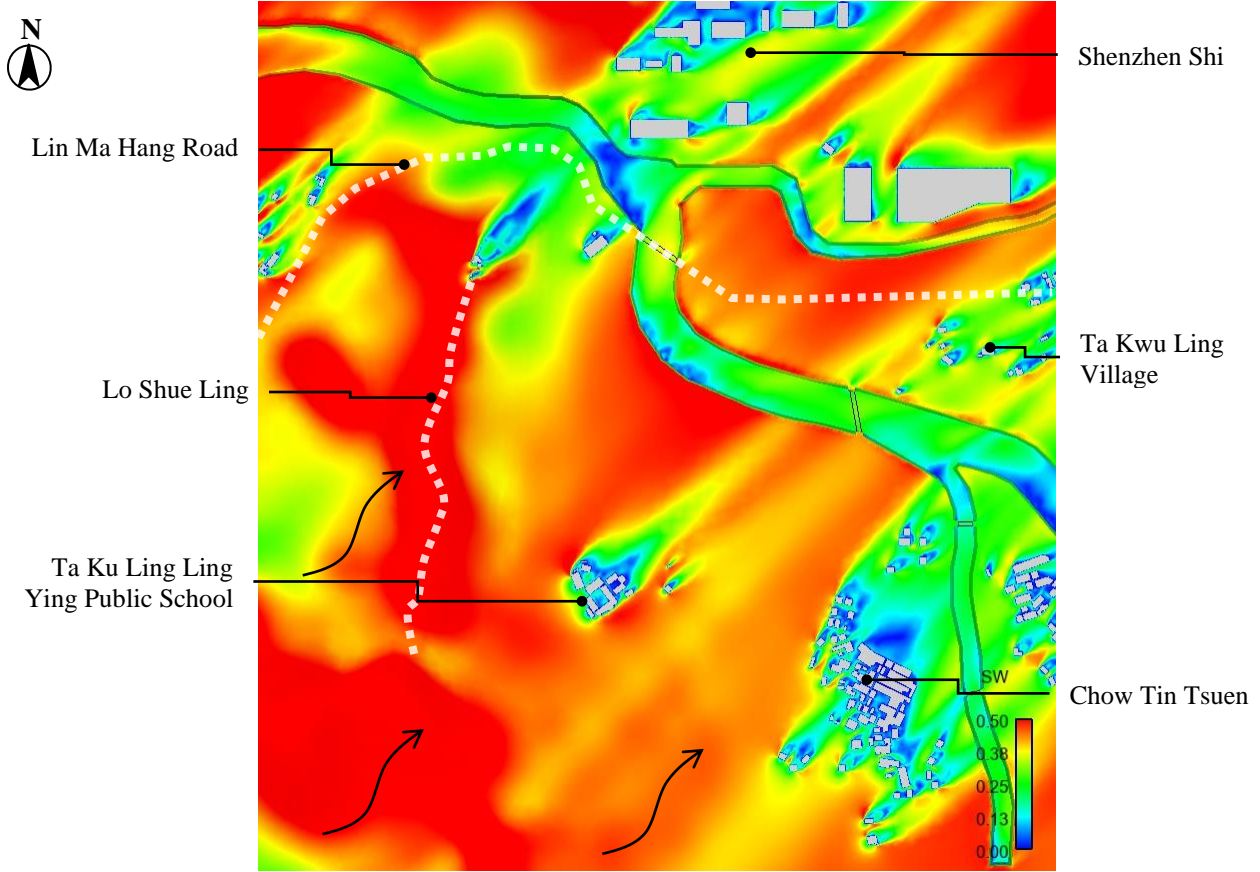 N
Shenzhen Shi
Lin Ma Hang Road
Ta Kwu Ling
Village
Lo Shue Ling
Ta Ku Ling Ling
Ying Public School
Chow Tin Tsuen
SW
0.50
0.38
0.25
0.13
0.00